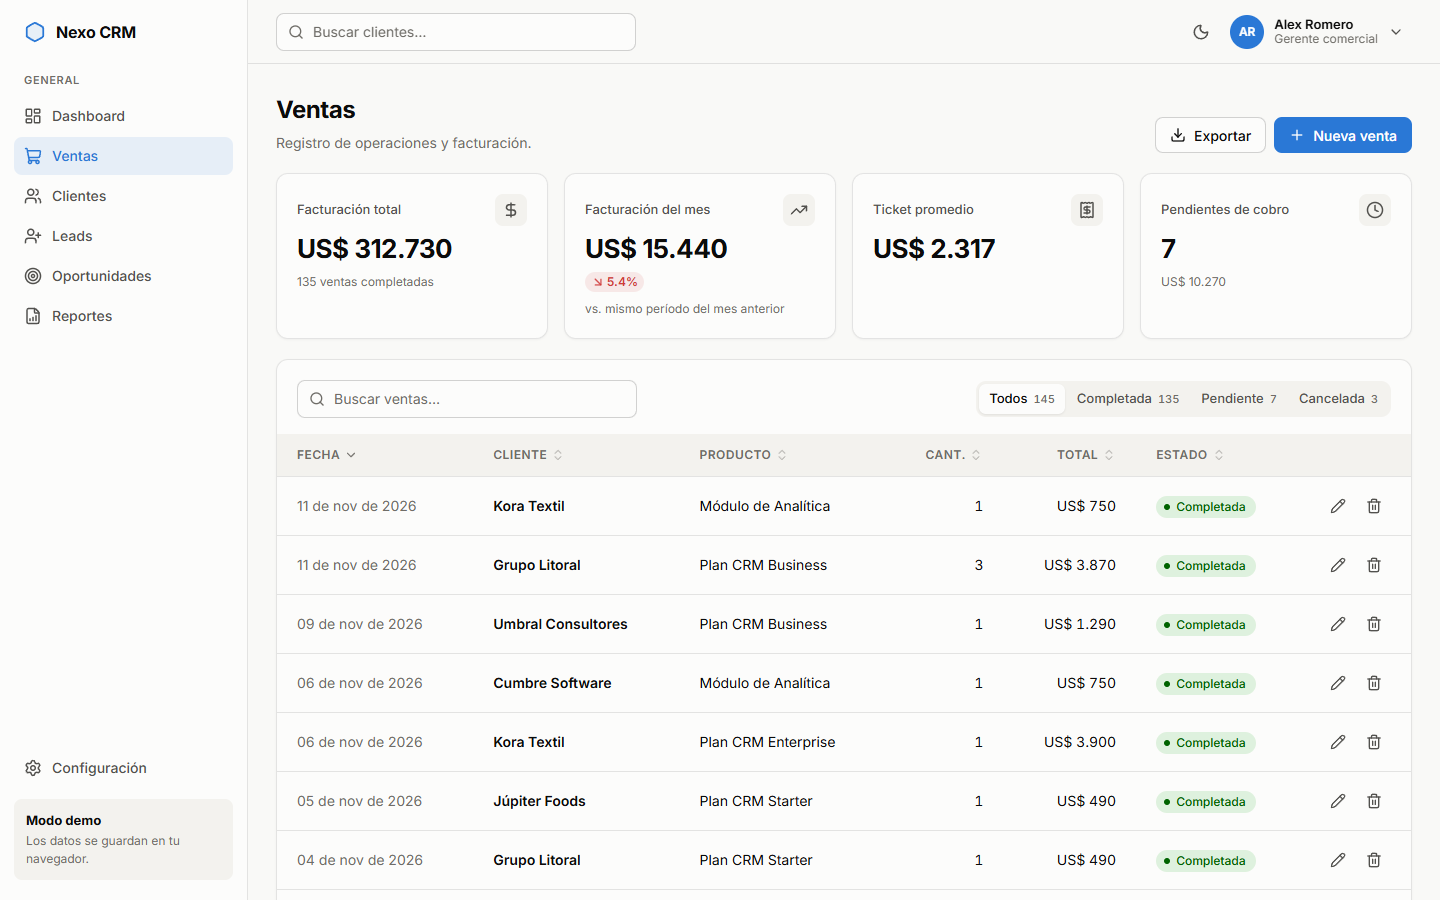 Nexo CRM
GENERAL
Dashboard
Ventas
Clientes
Leads
Oportunidades
Reportes
Configuración
Modo demo
Los datos se guardan en tu
navegador.
Buscar clientes...
AR
Alex Romero
Gerente comercial
Ventas
Registro de operaciones y facturación.
Exportar
Nueva venta
Facturación total
US$ 312.730
135 ventas completadas
Facturación del mes
US$ 15.440
5.4%
vs. mismo período del mes anterior
Ticket promedio
US$ 2.317
Pendientes de cobro
7
US$ 10.270
Buscar ventas...
Todos 145 Completada 135 Pendiente 7 Cancelada 3
FECHA CLIENTE PRODUCTO CANT. TOTAL ESTADO
11 de nov de 2026 Kora Textil Módulo de Analítica 1 US$ 750 Completada
11 de nov de 2026 Grupo Litoral Plan CRM Business 3 US$ 3.870 Completada
09 de nov de 2026 Umbral Consultores Plan CRM Business 1 US$ 1.290 Completada
06 de nov de 2026 Cumbre Software Módulo de Analítica 1 US$ 750 Completada
06 de nov de 2026 Kora Textil Plan CRM Enterprise 1 US$ 3.900 Completada
05 de nov de 2026 Júpiter Foods Plan CRM Starter 1 US$ 490 Completada
04 de nov de 2026 Grupo Litoral Plan CRM Starter 1 US$ 490 Completada